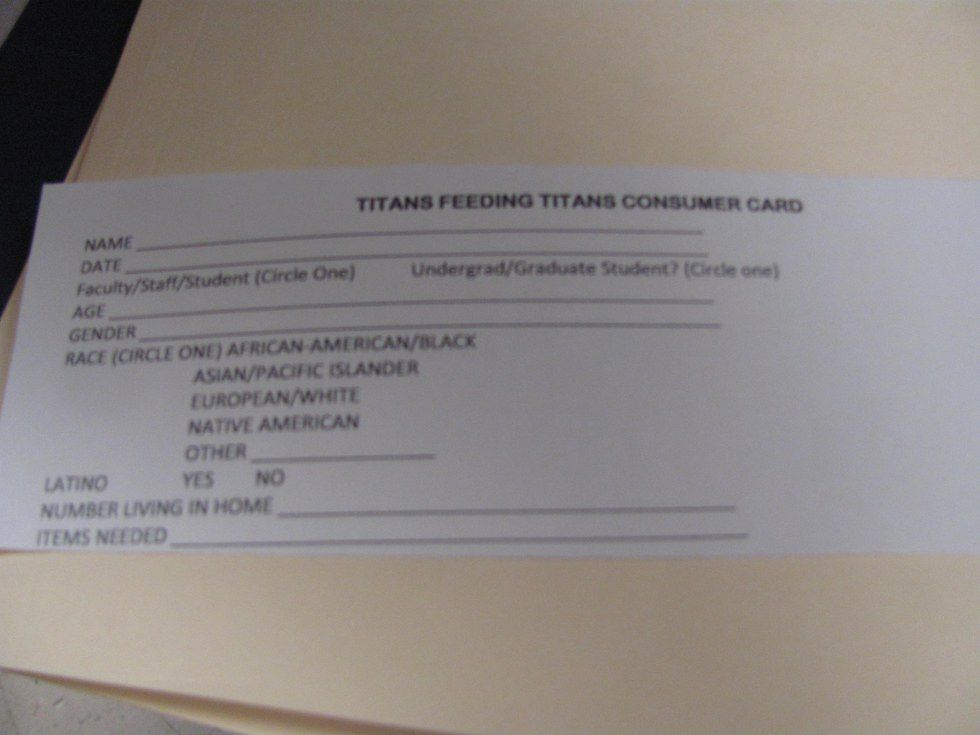 TITANS FEEDING TITANS CONSUMER CARD
NAME
DATE
Faculty/Staff/Student (Circle One) Undergrad/Graduate Student? (Circle one)
AGE
GENDER
RACE (CIRCLE ONE) AFRICAN-AMERICAN/BLACK
ASIAN/PACIFIC ISLANDER
EUROPEAN/WHITE
NATIVE AMERICAN
OTHER
LATINO YES NO
NUMBER LIVING IN HOME
ITEMS NEEDED